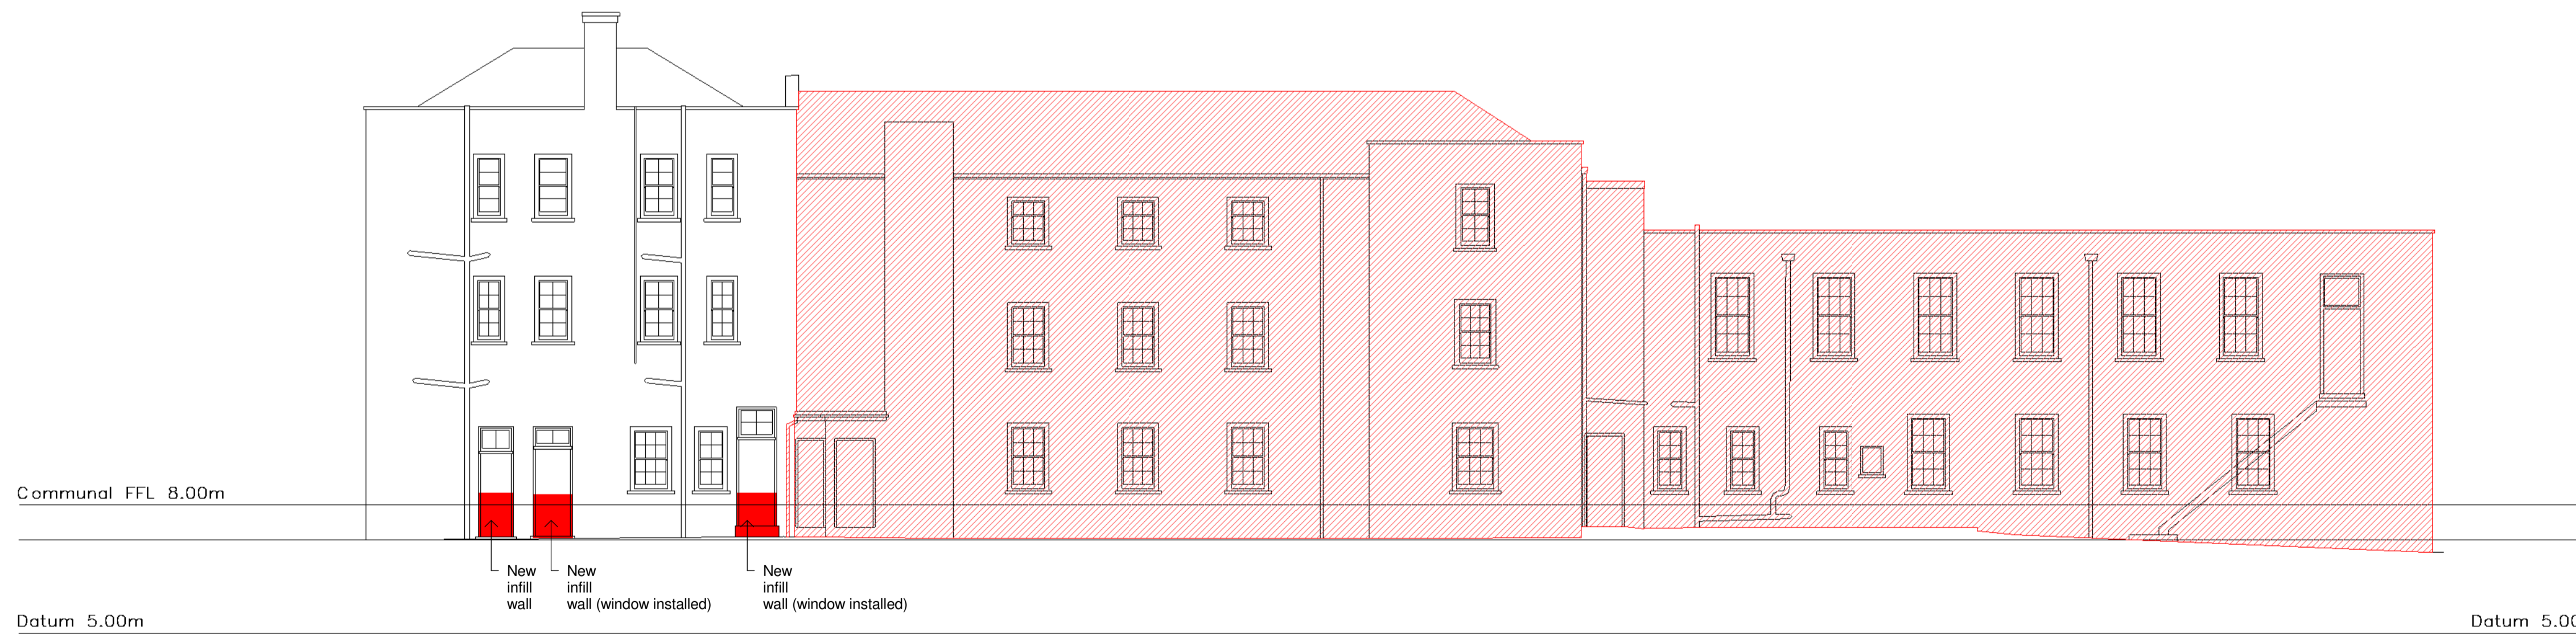 Communal FFL 8.00m
New
infill
wall
New
infill
wall (window installed)
New
infill
wall (window installed)
Datum 5.00m
Datum 5.00